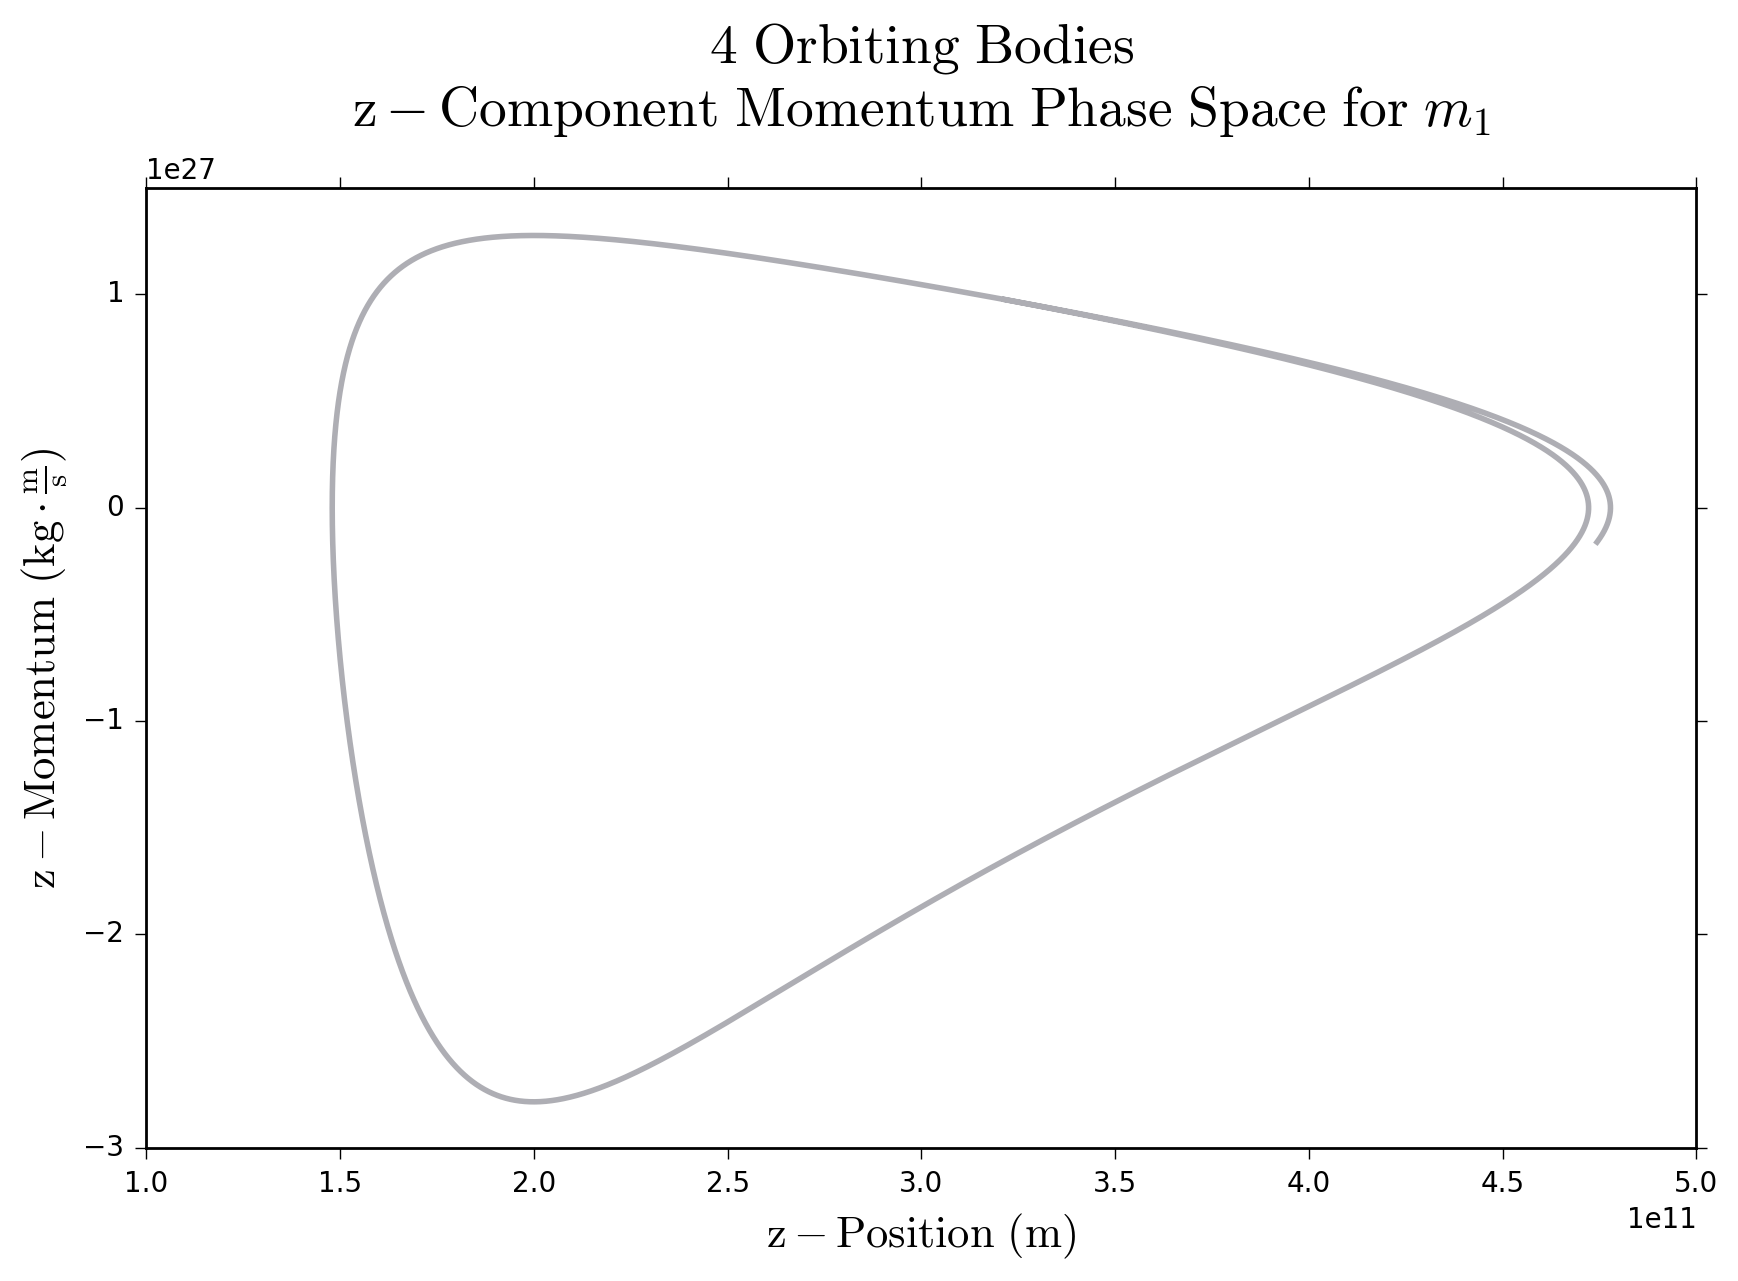 4 Orbiting Bodies
z − Component Momentum Phase Space for m₁
1e27
1
0
−1
−2
−3
z − Momentum (kg · m/s)
1.0 1.5 2.0 2.5 3.0 3.5 4.0 4.5 5.0
1e11
z − Position (m)